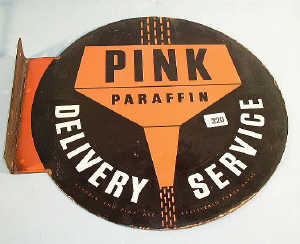 PINK
PARAFFIN
320
DELIVERY SERVICE